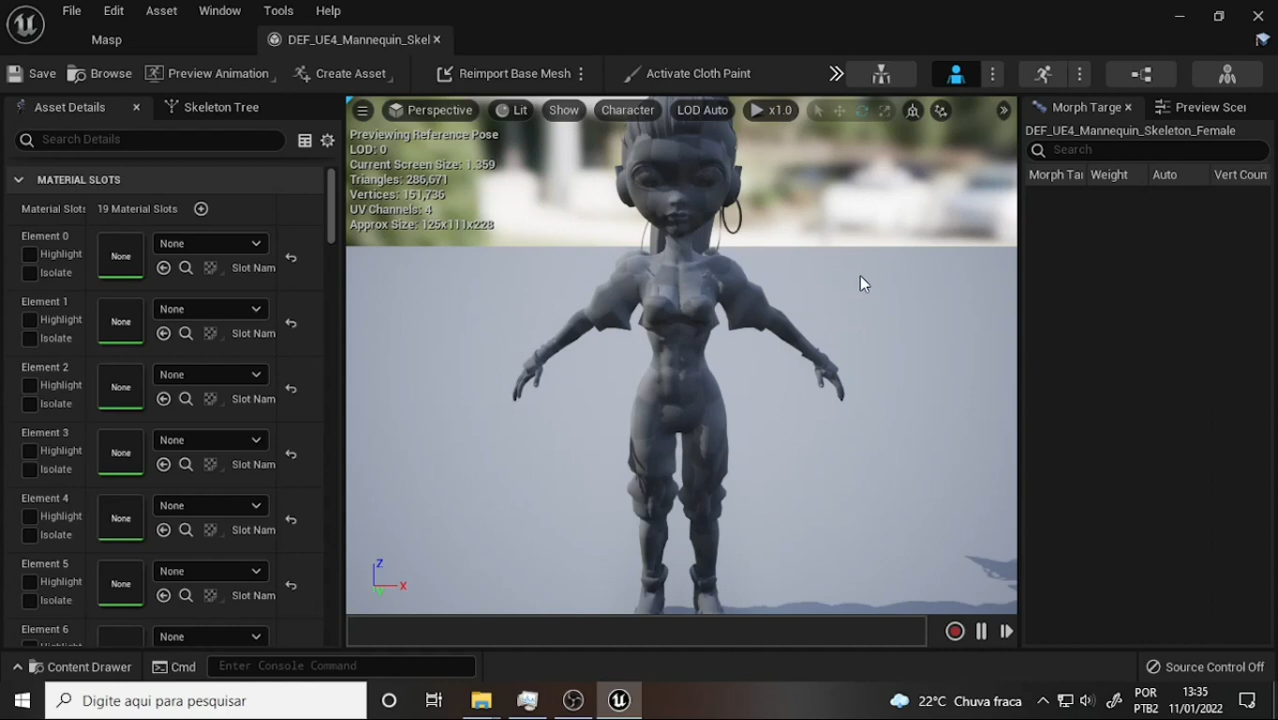 File Edit Asset Window Tools Help
Masp
DEF_UE4_Mannequin_Skel
Save Browse Preview Animation Create Asset Reimport Base Mesh Activate Cloth Paint
Asset Details Skeleton Tree
Search Details
MATERIAL SLOTS
Material Slots 19 Material Slots
Element 0 None None
Highlight
Isolate Slot Nam
Element 1 None None
Highlight
Isolate Slot Nam
Element 2 None None
Highlight
Isolate Slot Nam
Element 3 None None
Highlight
Isolate Slot Nam
Element 4 None None
Highlight
Isolate Slot Nam
Element 5 None None
Highlight
Isolate Slot Nam
Element 6 None
Perspective Lit Show Character LOD Auto x1.0
Previewing Reference Pose
LOD: 0
Current Screen Size: 1.359
Triangles: 286,671
Vertices: 151,736
UV Channels: 4
Approx Size: 125x111x228
Z
X
Y
Morph Targe Preview Scer
DEF_UE4_Mannequin_Skeleton_Female
Search
Morph Tar Weight Auto Vert Coun
Content Drawer Cmd Enter Console Command Source Control Off
Digite aqui para pesquisar
22°C Chuva fraca
POR
PTB2
13:35
11/01/2022